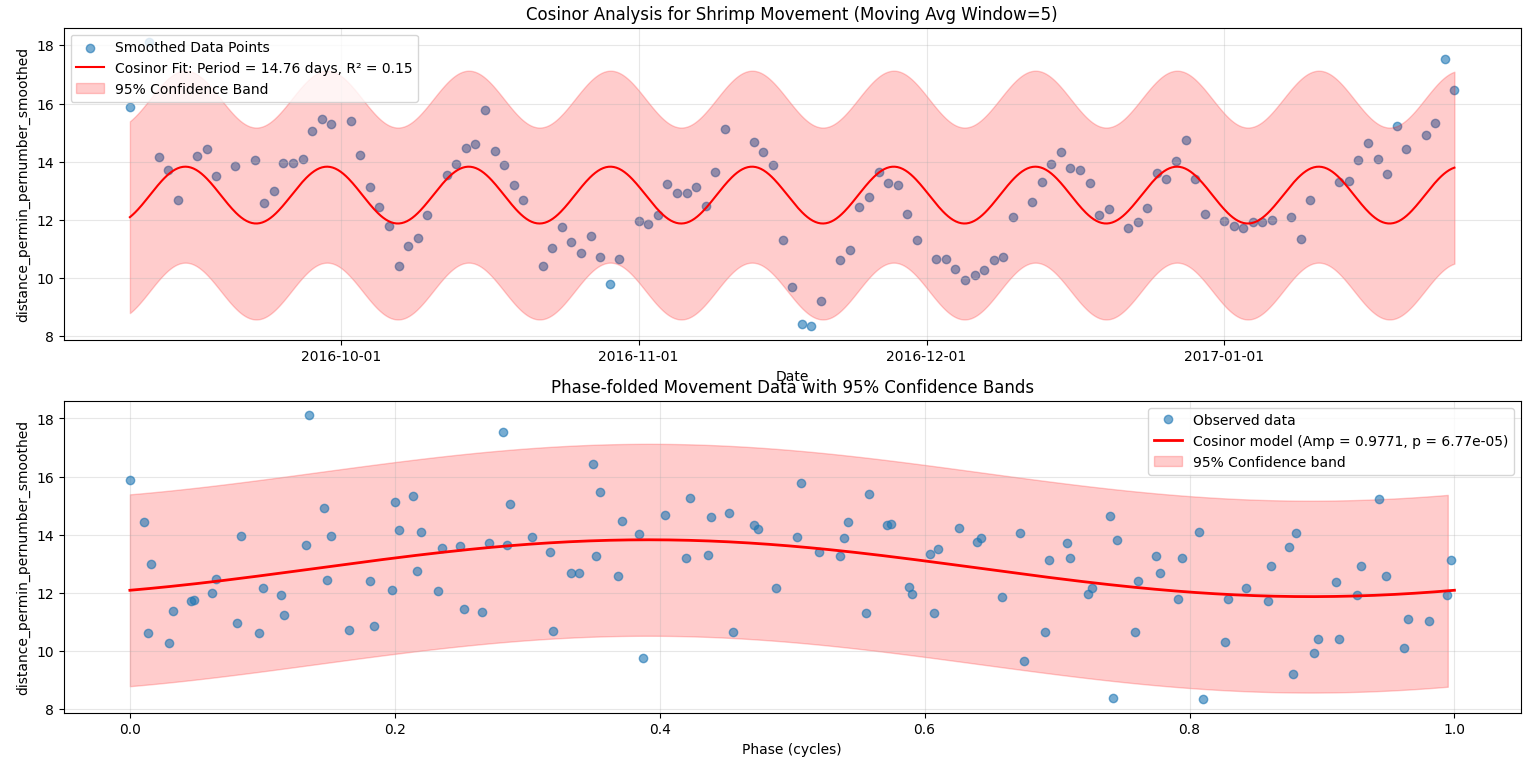 Cosinor Analysis for Shrimp Movement (Moving Avg Window=5)
distance_permin_pernumber_smoothed
18
16
14
12
10
8
Smoothed Data Points
Cosinor Fit: Period = 14.76 days, R² = 0.15
95% Confidence Band
2016-10-01
2016-11-01
2016-12-01
2017-01-01
Date
Phase-folded Movement Data with 95% Confidence Bands
distance_permin_pernumber_smoothed
18
16
14
12
10
8
Observed data
Cosinor model (Amp = 0.9771, p = 6.77e-05)
95% Confidence band
0.0
0.2
0.4
0.6
0.8
1.0
Phase (cycles)